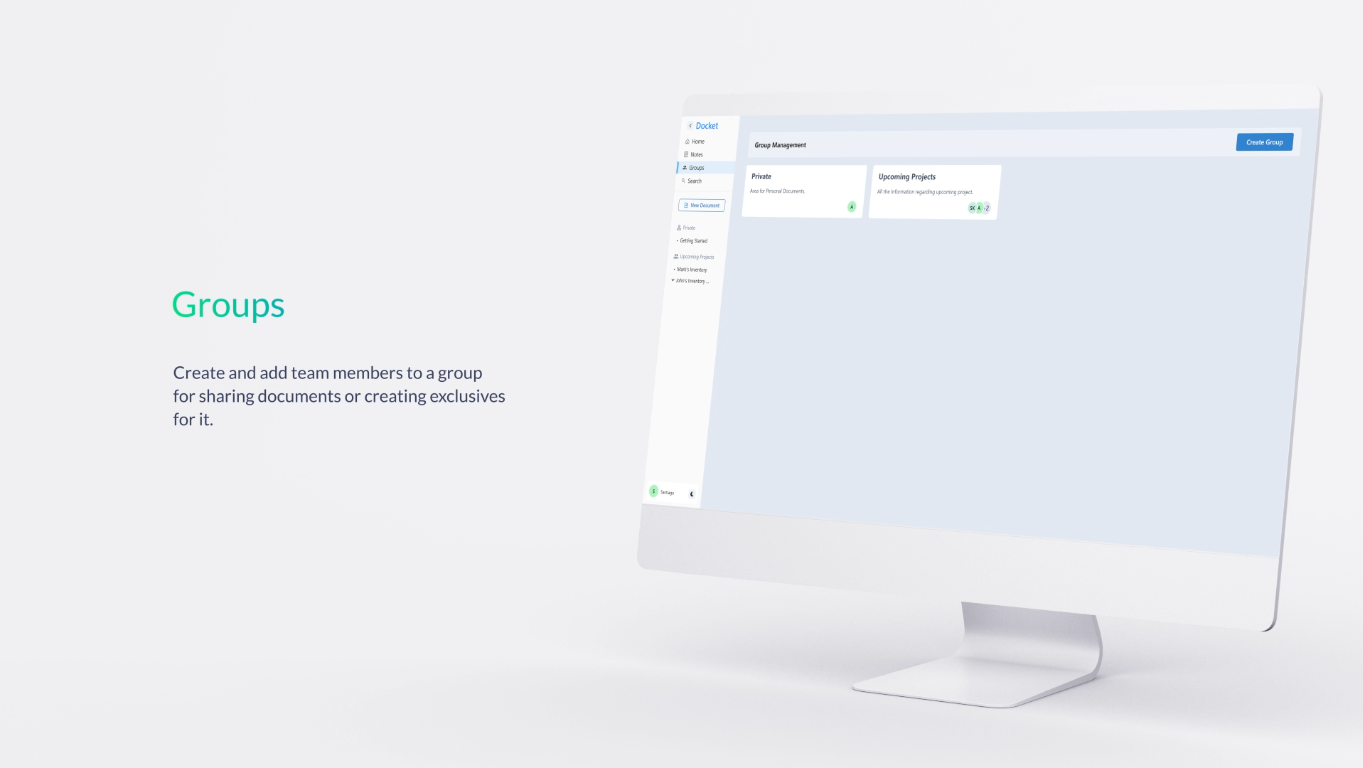 Groups
Create and add team members to a group
for sharing documents or creating exclusives
for it.
Docket
Home
Notes
Groups
Search
New Document
Private
Getting Started
Upcoming Projects
Mark's Inventory
John's Inventory ...
Santiago
Group Management
Create Group
Private
Area for Personal Documents.
A
Upcoming Projects
All the information regarding upcoming project.
SK A +2